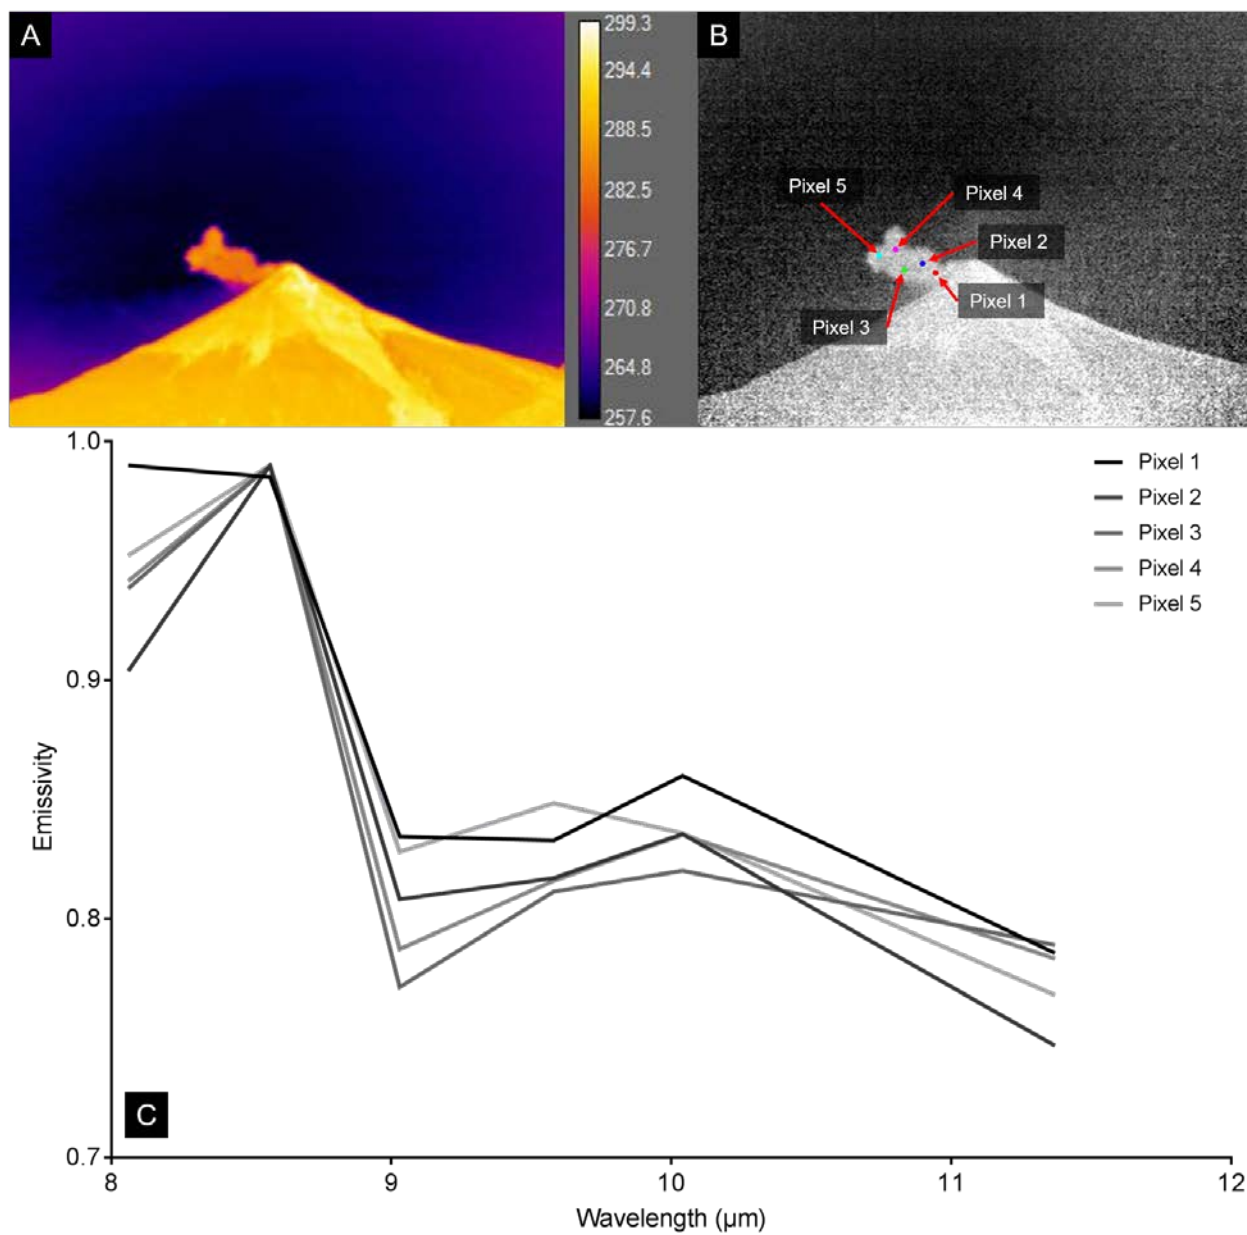 A
299.3
294.4
288.5
282.5
276.7
270.8
264.8
257.6
B
Pixel 5
Pixel 4
Pixel 2
Pixel 1
Pixel 3
1.0
0.9
0.8
0.7
Emissivity
Pixel 1
Pixel 2
Pixel 3
Pixel 4
Pixel 5
C
8
9
10
11
12
Wavelength (µm)